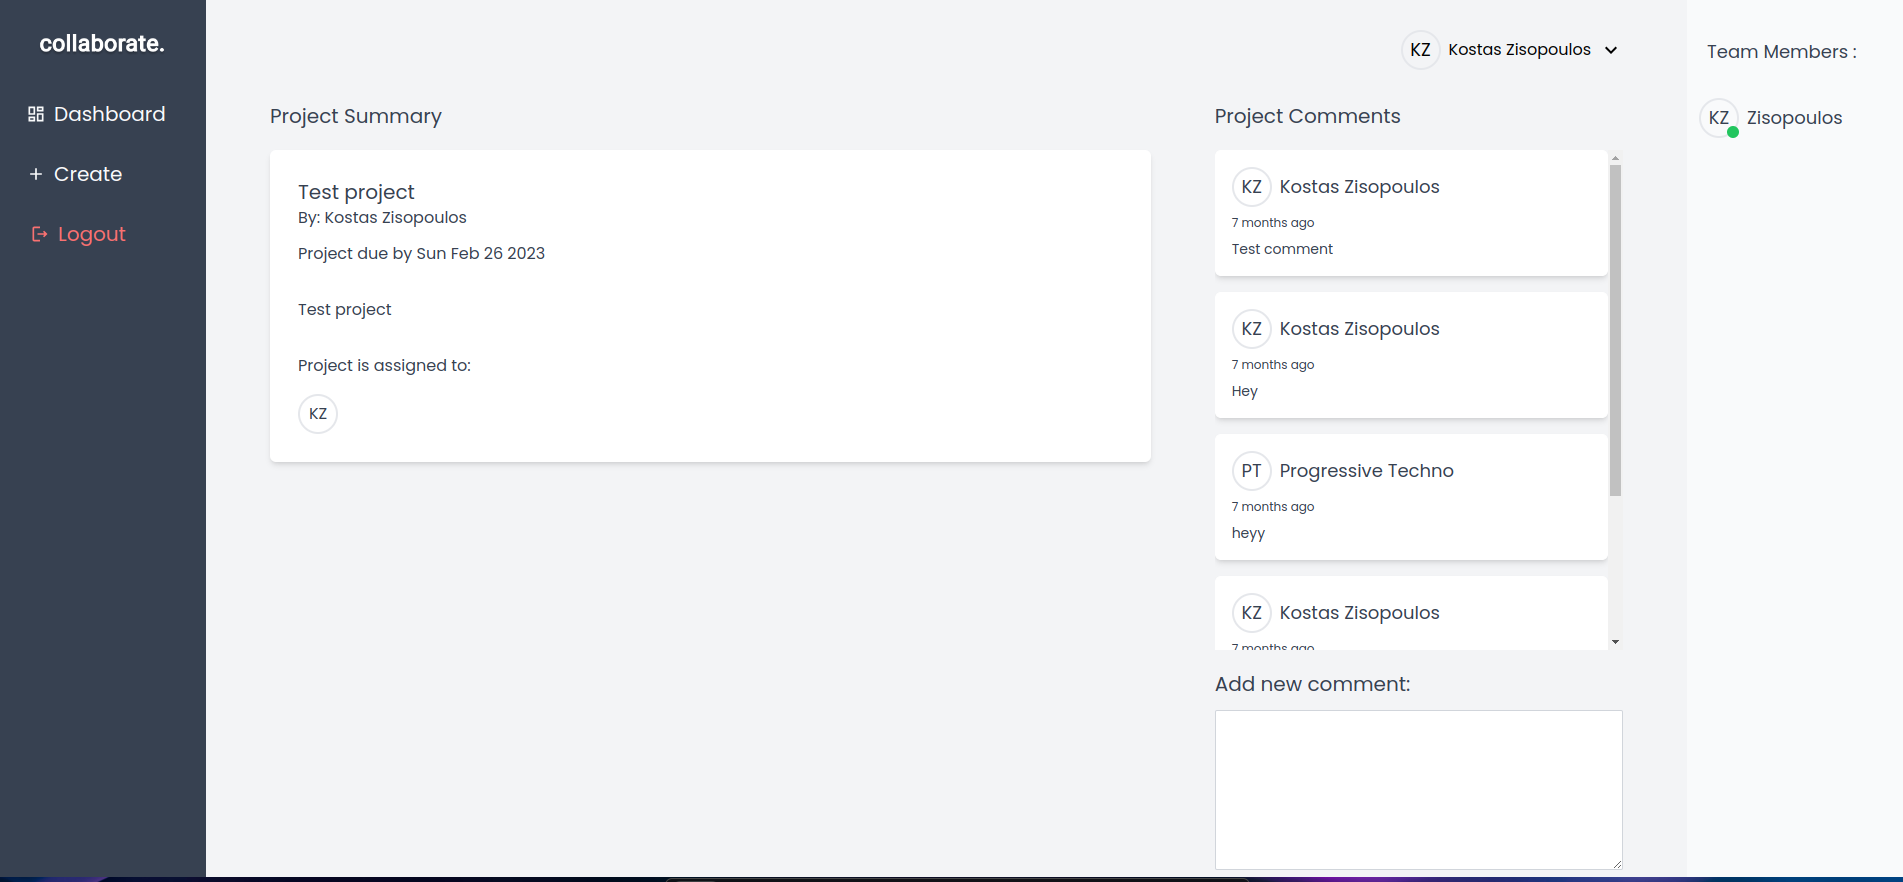 collaborate.
Dashboard
Create
Logout
KZ Kostas Zisopoulos
Project Summary
Test project
By: Kostas Zisopoulos
Project due by Sun Feb 26 2023
Test project
Project is assigned to:
KZ
Project Comments
KZ Kostas Zisopoulos
7 months ago
Test comment
KZ Kostas Zisopoulos
7 months ago
Hey
PT Progressive Techno
7 months ago
heyy
KZ Kostas Zisopoulos
7 months ago
Add new comment:
Team Members :
KZ Zisopoulos